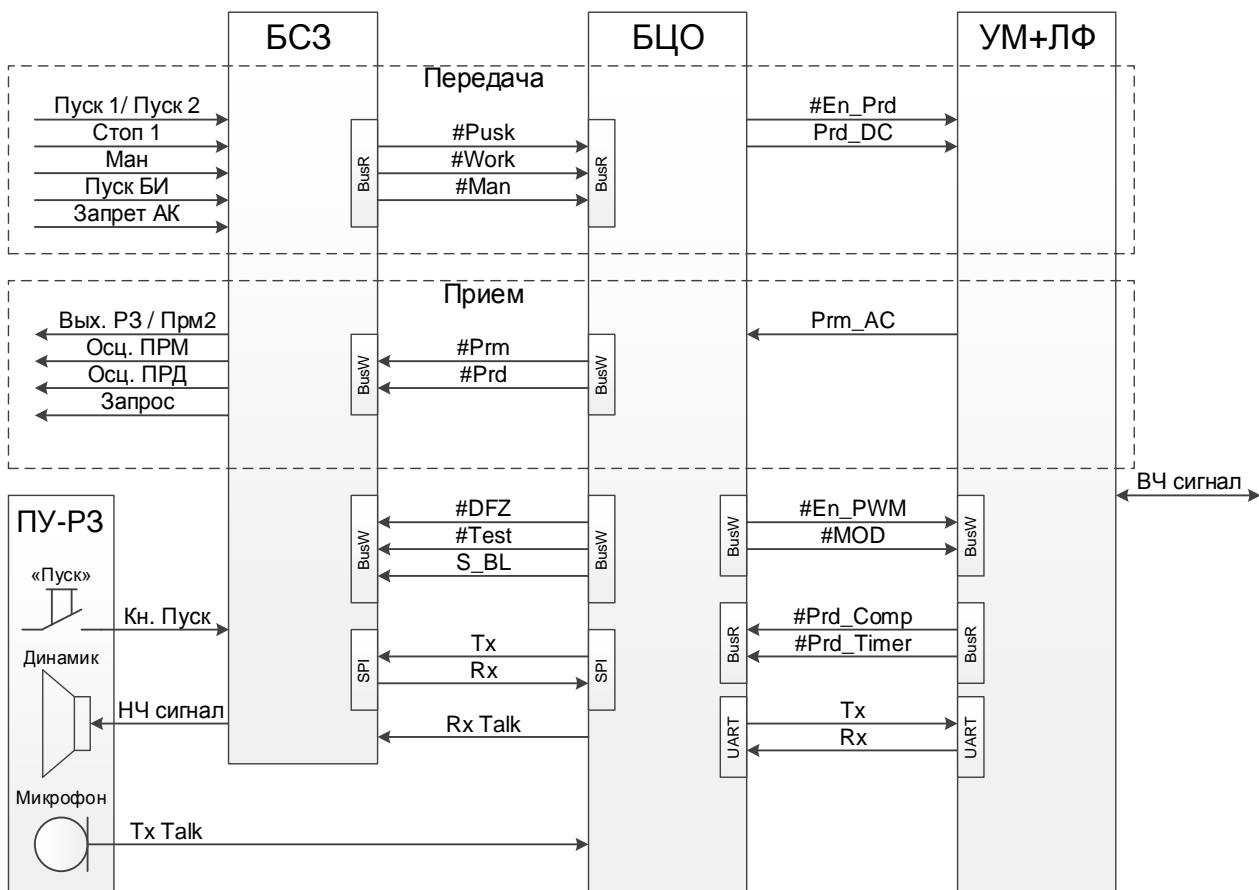 БСЗ
БЦО
УМ+ЛФ
Передача
Пуск 1/ Пуск 2
Стоп 1
Ман
Пуск БИ
Запрет АК
BusR
#Pusk
#Work
#Man
BusR
#En_Prd
Prd_DC
Прием
Вых. РЗ / Прм2
Осц. ПРМ
Осц. ПРД
Запрос
BusW
#Prm
#Prd
BusW
Prm_AC
ВЧ сигнал
ПУ-РЗ
«Пуск»
Кн. Пуск
Динамик
НЧ сигнал
Микрофон
Tx Talk
BusW
#DFZ
#Test
S_BL
BusW
SPI
Tx
Rx
SPI
Rx Talk
BusW
#En_PWM
#MOD
BusW
BusR
#Prd_Comp
#Prd_Timer
BusR
UART
Tx
Rx
UART